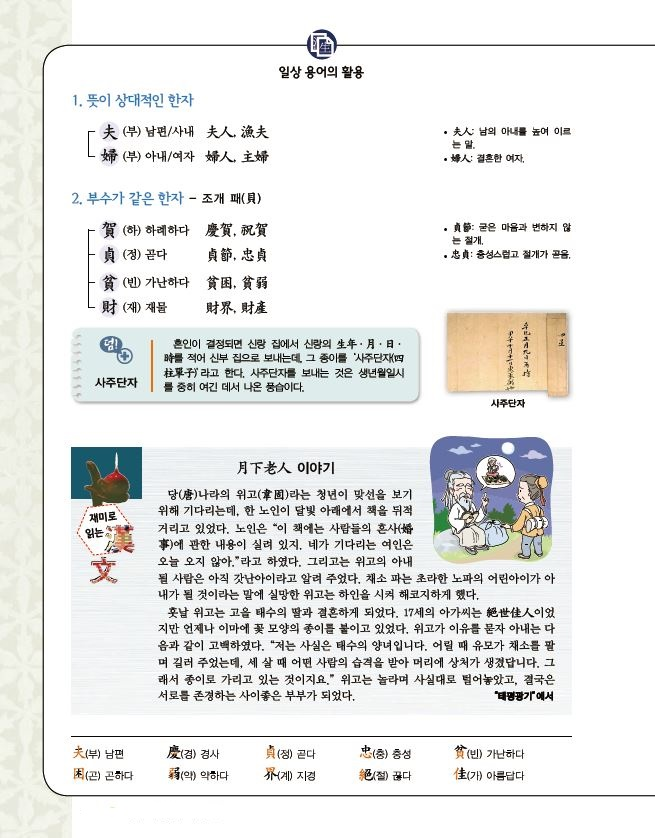 일상 용어의 활용
1. 뜻이 상대적인 한자
夫 (부) 남편/사내 夫人, 漁夫
婦 (부) 아내/여자 婦人, 主婦
• 夫人: 남의 아내를 높여 이르
는 말.
• 婦人: 결혼한 여자.
2. 부수가 같은 한자 – 조개 패(貝)
賀 (하) 하례하다 慶賀, 祝賀
貞 (정) 곧다 貞節, 忠貞
貧 (빈) 가난하다 貧困, 貧弱
財 (재) 재물 財界, 財產
• 貞節: 굳은 마음과 변하지 않
는 절개.
• 忠貞: 충성스럽고 절개가 곧음.
덤!
사주단자
혼인이 결정되면 신랑 집에서 신랑의 生年·月·日·
時를 적어 신부 집으로 보내는데, 그 종이를 '사주단자(四
柱單子)'라고 한다. 사주단자를 보내는 것은 생년월일시
를 중히 여긴 데서 나온 풍습이다.
사주단자
재미로
읽는 漢
文
月下老人 이야기
당(唐)나라의 위고(韋固)라는 청년이 맞선을 보기
위해 기다리는데, 한 노인이 달빛 아래에서 책을 뒤적
거리고 있었다. 노인은 "이 책에는 사람들의 혼사(婚
事)에 관한 내용이 실려 있지. 네가 기다리는 여인은
오늘 오지 않아."라고 하였다. 그리고는 위고의 아내
될 사람은 아직 갓난아이라고 알려 주었다. 채소 파는 초라한 노파의 어린아이가 아
내가 될 것이라는 말에 실망한 위고는 하인을 시켜 해코지하게 했다.
훗날 위고는 고을 태수의 딸과 결혼하게 되었다. 17세의 아가씨는 絕世佳人이었
지만 언제나 이마에 꽃 모양의 종이를 붙이고 있었다. 위고가 이유를 묻자 아내는 다
음과 같이 고백하였다. "저는 사실은 태수의 양녀입니다. 어릴 때 유모가 채소를 팔
며 길러 주었는데, 세 살 때 어떤 사람의 습격을 받아 머리에 상처가 생겼답니다. 그
래서 종이로 가리고 있는 것이지요." 위고는 놀라며 사실대로 털어놓았고, 결국은
서로를 존경하는 사이좋은 부부가 되었다.
"태평광기"에서
夫(부) 남편 慶(경) 경사 貞(정) 곧다 忠(충) 충성 貧(빈) 가난하다
困(곤) 곤하다 弱(약) 약하다 界(계) 지경 絕(절) 끊다 佳(가) 아름답다